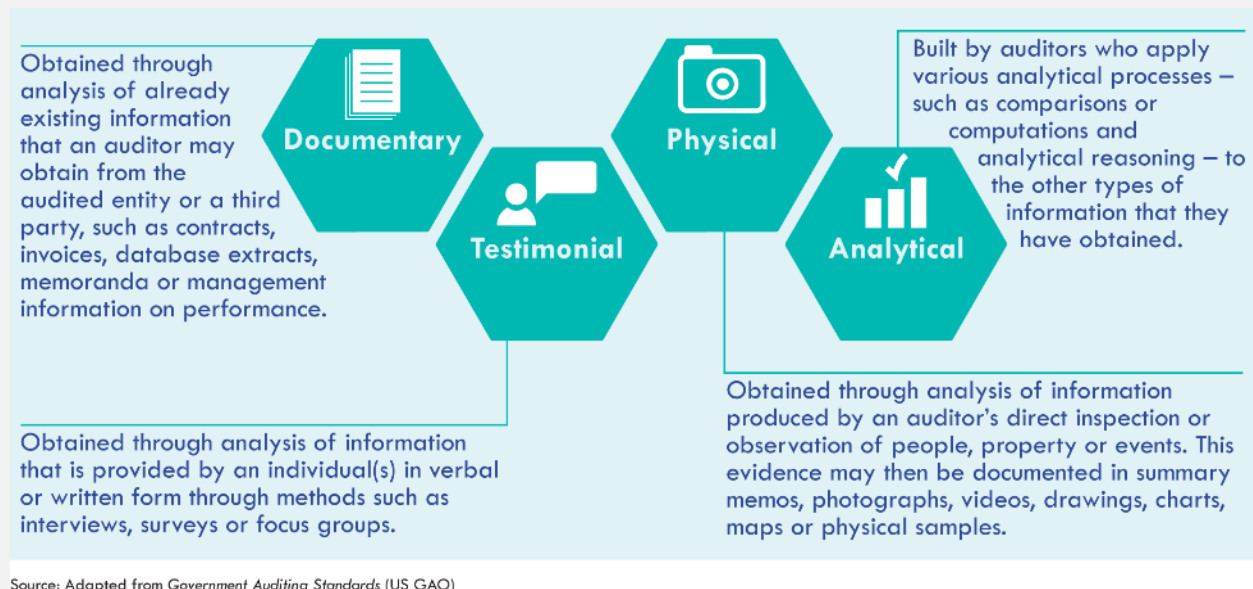 Documentary
Obtained through
analysis of already
existing information
that an auditor may
obtain from the
audited entity or a third
party, such as contracts,
invoices, database extracts,
memoranda or management
information on performance.
Testimonial
Obtained through analysis of information
that is provided by an individual(s) in verbal
or written form through methods such as
interviews, surveys or focus groups.
Physical
Obtained through analysis of information
produced by an auditor's direct inspection or
observation of people, property or events. This
evidence may then be documented in summary
memos, photographs, videos, drawings, charts,
maps or physical samples.
Analytical
Built by auditors who apply
various analytical processes –
such as comparisons or
computations and
analytical reasoning – to
the other types of
information that they
have obtained.
Source: Adapted from Government Auditing Standards (US GAO)